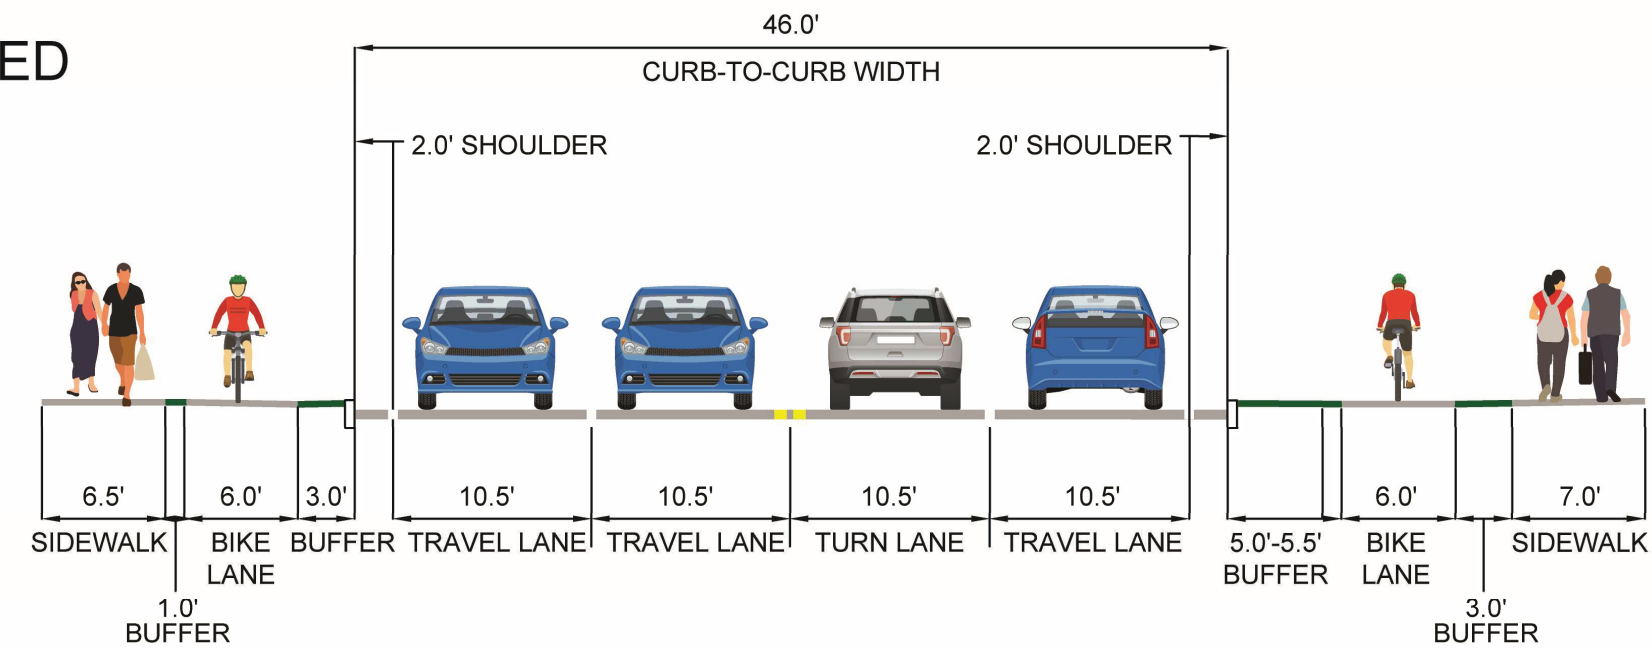 46.0'
ED
CURB-TO-CURB WIDTH
2.0' SHOULDER
2.0' SHOULDER
6.5'
6.0'
3.0'
10.5'
10.5'
10.5'
10.5'
6.0'
7.0'
SIDEWALK
BIKE
LANE
BUFFER
TRAVEL LANE
TRAVEL LANE
TURN LANE
TRAVEL LANE
5.0'-5.5'
BUFFER
BIKE
LANE
SIDEWALK
1.0'
BUFFER
3.0'
BUFFER